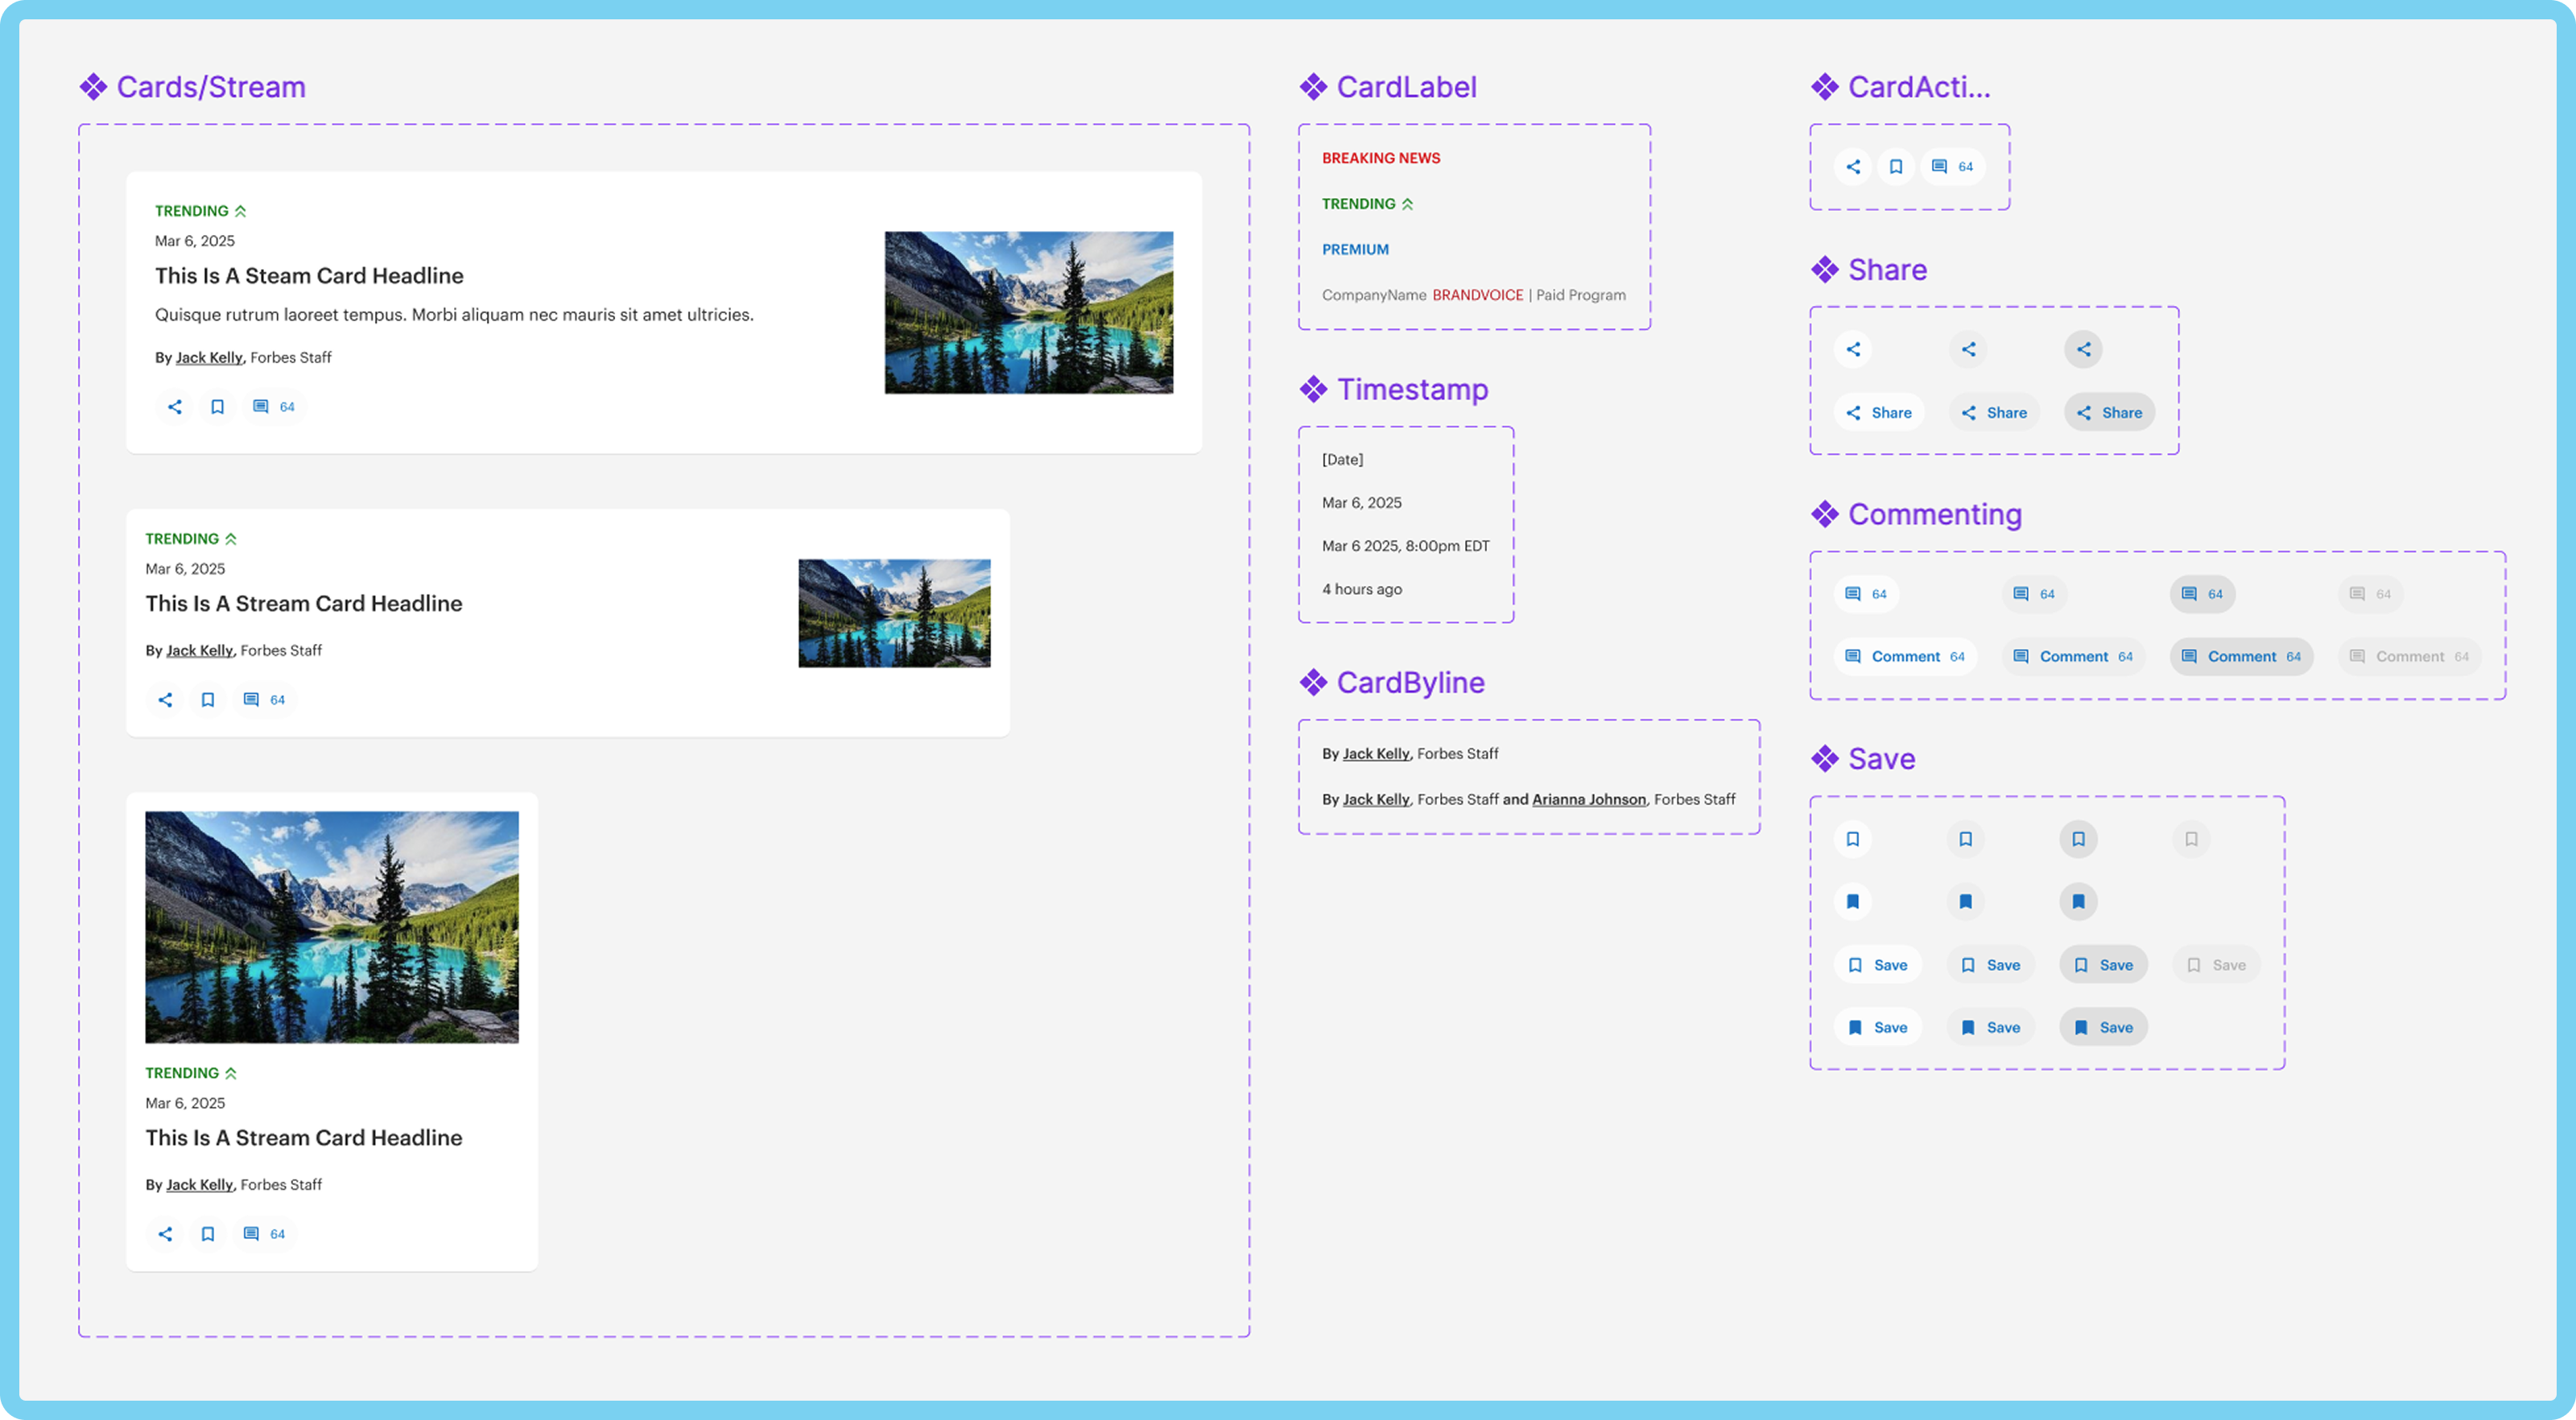 Cards/Stream
TRENDING
Mar 6, 2025
This Is A Steam Card Headline
Quisque rutrum laoreet tempus. Morbi aliquam nec mauris sit amet ultricies.
By Jack Kelly, Forbes Staff
64
TRENDING
Mar 6, 2025
This Is A Stream Card Headline
By Jack Kelly, Forbes Staff
64
TRENDING
Mar 6, 2025
This Is A Stream Card Headline
By Jack Kelly, Forbes Staff
64
CardLabel
BREAKING NEWS
TRENDING
PREMIUM
CompanyName BRANDVOICE | Paid Program
Timestamp
[Date]
Mar 6, 2025
Mar 6 2025, 8:00pm EDT
4 hours ago
CardByline
By Jack Kelly, Forbes Staff
By Jack Kelly, Forbes Staff and Arianna Johnson, Forbes Staff
CardActi...
64
Share
Share Share Share
Commenting
64 64 64 64
Comment 64 Comment 64 Comment 64 Comment 64
Save
Save Save Save Save
Save Save Save